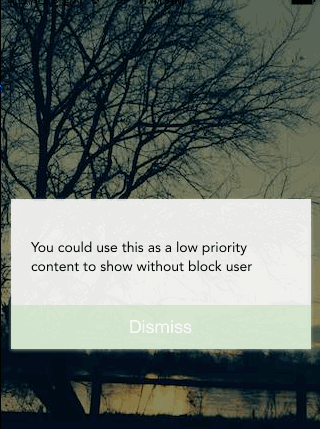 You could use this as a low priority
content to show without block user
Dismiss